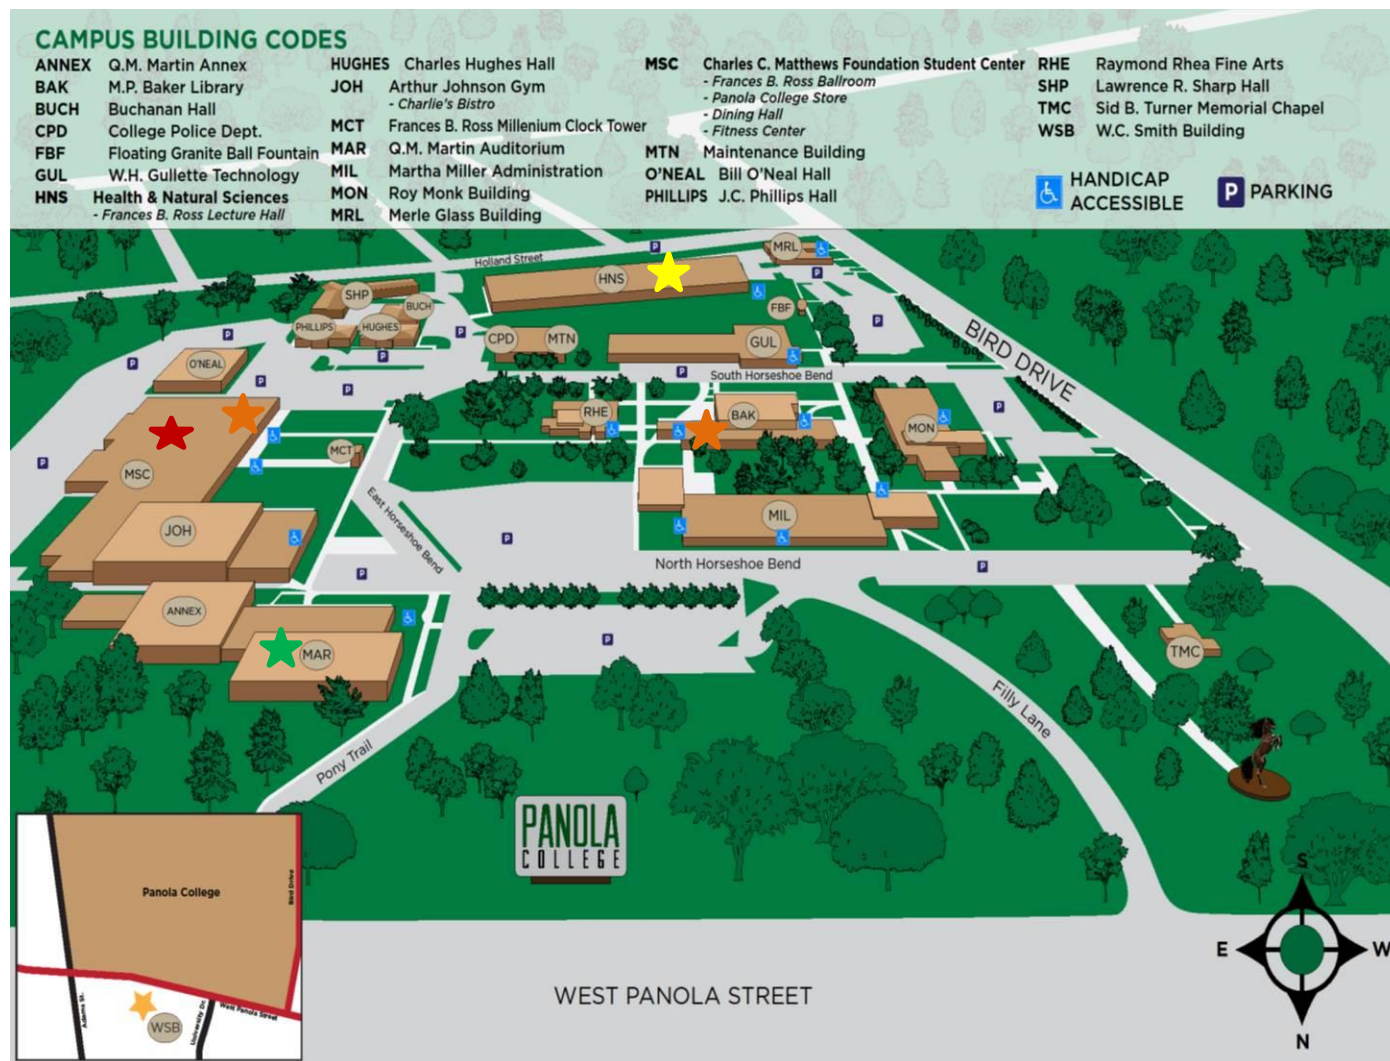 CAMPUS BUILDING CODES
ANNEX Q.M. Martin Annex
BAK M.P. Baker Library
BUCH Buchanan Hall
CPD College Police Dept.
FBF Floating Granite Ball Fountain
GUL W.H. Gullette Technology
HNS Health & Natural Sciences
- Frances B. Ross Lecture Hall
HUGHES Charles Hughes Hall
JOH Arthur Johnson Gym
- Charlie's Bistro
MCT Frances B. Ross Millenium Clock Tower
MAR Q.M. Martin Auditorium
MIL Martha Miller Administration
MON Roy Monk Building
MRL Merle Glass Building
MSC Charles C. Matthews Foundation Student Center
- Frances B. Ross Ballroom
- Panola College Store
- Dining Hall
- Fitness Center
MTN Maintenance Building
O'NEAL Bill O'Neal Hall
PHILLIPS J.C. Phillips Hall
RHE Raymond Rhea Fine Arts
SHP Lawrence R. Sharp Hall
TMC Sid B. Turner Memorial Chapel
WSB W.C. Smith Building
HANDICAP
ACCESSIBLE
P PARKING
P
MRL
Holland Street
HNS
P
SHP
BUCH
FBF
PHILLIPS
HUGHES
P
P
P
CPD
MTN
GUL
BIRD DRIVE
P
O'NEAL
P
P
P
P
South Horseshoe Bend
P
RHE
BAK
MON
MCT
P
MSC
East Horseshoe Bend
MIL
JOH
P
North Horseshoe Bend
P
P
ANNEX
P
MAR
TMC
Filly Lane
Pony Trail
PANOLA
COLLEGE
Panola College
Bird Drive
Adams St.
University Dr.
West Panola Street
WSB
WEST PANOLA STREET
S
E
W
N